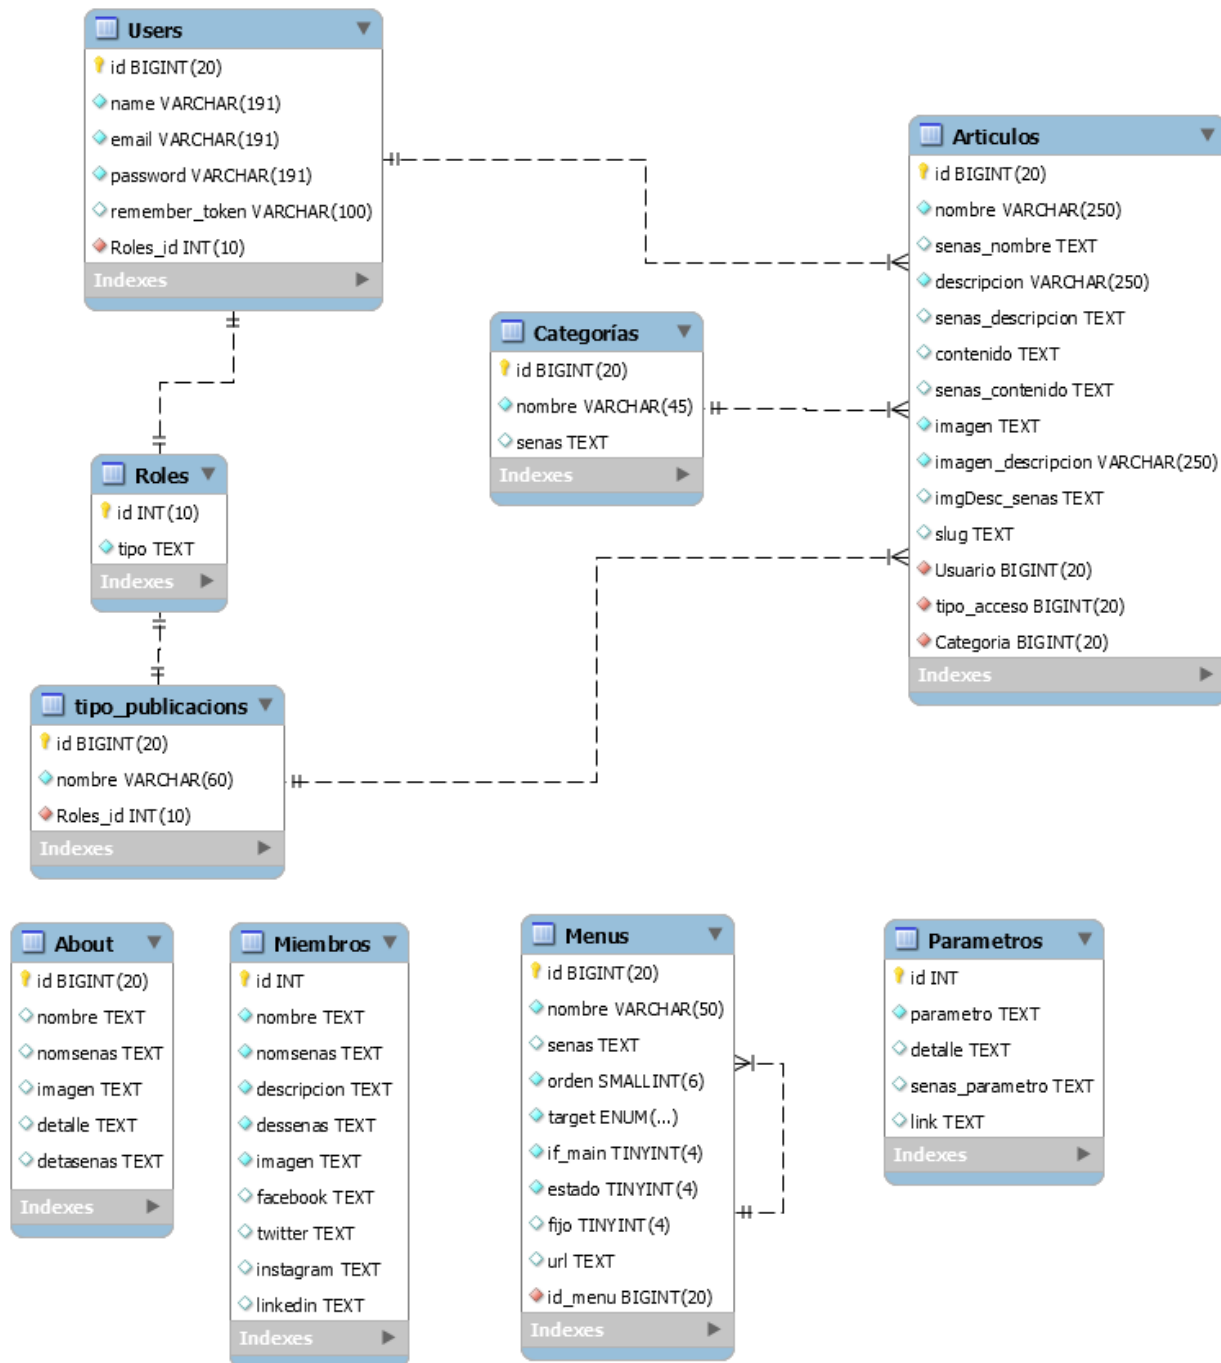 Users
id BIGINT(20)
name VARCHAR(191)
email VARCHAR(191)
password VARCHAR(191)
remember_token VARCHAR(100)
Roles_id INT(10)
Indexes
Articulos
id BIGINT(20)
nombre VARCHAR(250)
senas_nombre TEXT
descripcion VARCHAR(250)
senas_descripcion TEXT
contenido TEXT
senas_contenido TEXT
imagen TEXT
imagen_descripcion VARCHAR(250)
imgDesc_senas TEXT
slug TEXT
Usuario BIGINT(20)
tipo_acceso BIGINT(20)
Categoria BIGINT(20)
Indexes
Categorías
id BIGINT(20)
nombre VARCHAR(45)
senas TEXT
Indexes
Roles
id INT(10)
tipo TEXT
Indexes
tipo_publicacions
id BIGINT(20)
nombre VARCHAR(60)
Roles_id INT(10)
Indexes
About
id BIGINT(20)
nombre TEXT
nomsenas TEXT
imagen TEXT
detalle TEXT
detasenas TEXT
Indexes
Miembros
id INT
nombre TEXT
nomsenas TEXT
descripcion TEXT
dessenas TEXT
imagen TEXT
facebook TEXT
twitter TEXT
instagram TEXT
linkedin TEXT
Indexes
Menus
id BIGINT(20)
nombre VARCHAR(50)
senas TEXT
orden SMALLINT(6)
target ENUM(...)
if_main TINYINT(4)
estado TINYINT(4)
fijo TINYINT(4)
url TEXT
id_menu BIGINT(20)
Indexes
Parametros
id INT
parametro TEXT
detalle TEXT
senas_parametro TEXT
link TEXT
Indexes